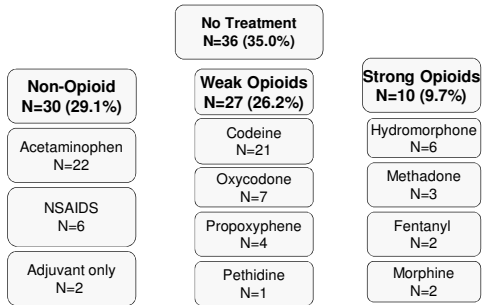 No Treatment
N=36 (35.0%)
Non-Opioid
N=30 (29.1%)
Acetaminophen
N=22
NSAIDS
N=6
Adjuvant only
N=2
Weak Opioids
N=27 (26.2%)
Codeine
N=21
Oxycodone
N=7
Propoxyphene
N=4
Pethidine
N=1
Strong Opioids
N=10 (9.7%)
Hydromorphone
N=6
Methadone
N=3
Fentanyl
N=2
Morphine
N=2